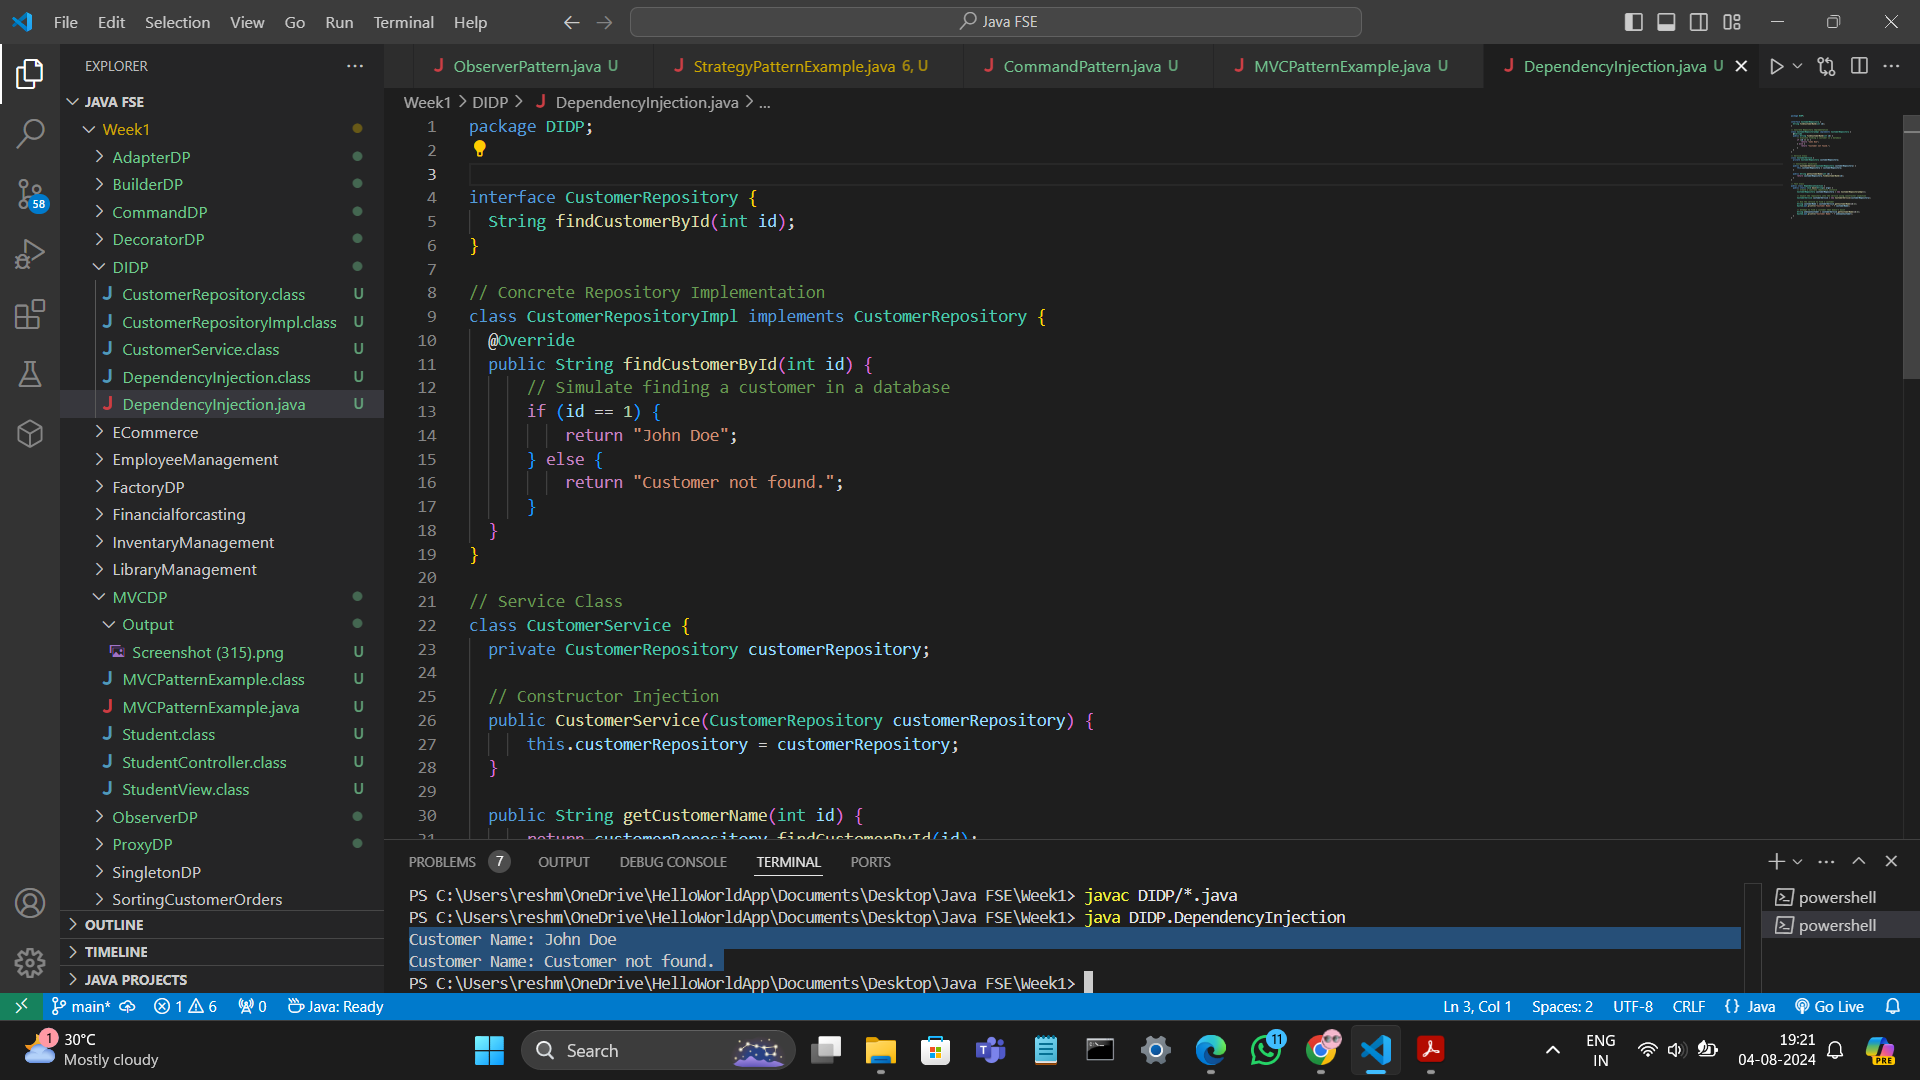 File Edit Selection View Go Run Terminal Help
Java FSE
EXPLORER
JAVA FSE
Week1
AdapterDP
BuilderDP
CommandDP
DecoratorDP
DIDP
CustomerRepository.class U
CustomerRepositoryImpl.class U
CustomerService.class U
DependencyInjection.class U
DependencyInjection.java U
ECommerce
EmployeeManagement
FactoryDP
Financialforcasting
InventaryManagement
LibraryManagement
MVCDP
Output
Screenshot (315).png U
MVCPatternExample.class U
MVCPatternExample.java U
Student.class U
StudentController.class U
StudentView.class U
ObserverDP
ProxyDP
SingletonDP
SortingCustomerOrders
OUTLINE
TIMELINE
JAVA PROJECTS
58
ObserverPattern.java U
StrategyPatternExample.java 6, U
CommandPattern.java U
MVCPatternExample.java U
DependencyInjection.java U
Week1 > DIDP > DependencyInjection.java > ...
1 package DIDP;
2
3
4 interface CustomerRepository {
5 String findCustomerById(int id);
6 }
7
8 // Concrete Repository Implementation
9 class CustomerRepositoryImpl implements CustomerRepository {
10 @Override
11 public String findCustomerById(int id) {
12 // Simulate finding a customer in a database
13 if (id == 1) {
14 return "John Doe";
15 } else {
16 return "Customer not found.";
17 }
18 }
19 }
20
21 // Service Class
22 class CustomerService {
23 private CustomerRepository customerRepository;
24
25 // Constructor Injection
26 public CustomerService(CustomerRepository customerRepository) {
27 this.customerRepository = customerRepository;
28 }
29
30 public String getCustomerName(int id) {
31 return customerRepository.findCustomerById(id);
PROBLEMS 7 OUTPUT DEBUG CONSOLE TERMINAL PORTS
PS C:\Users\reshm\OneDrive\HelloWorldApp\Documents\Desktop\Java FSE\Week1> javac DIDP/*.java
PS C:\Users\reshm\OneDrive\HelloWorldApp\Documents\Desktop\Java FSE\Week1> java DIDP.DependencyInjection
Customer Name: John Doe
Customer Name: Customer not found.
PS C:\Users\reshm\OneDrive\HelloWorldApp\Documents\Desktop\Java FSE\Week1>
powershell
powershell
main* 1 6 0 Java: Ready
Ln 3, Col 1 Spaces: 2 UTF-8 CRLF {} Java Go Live
1
30°C
Mostly cloudy
Search
11
ENG
IN
19:21
04-08-2024
PRE